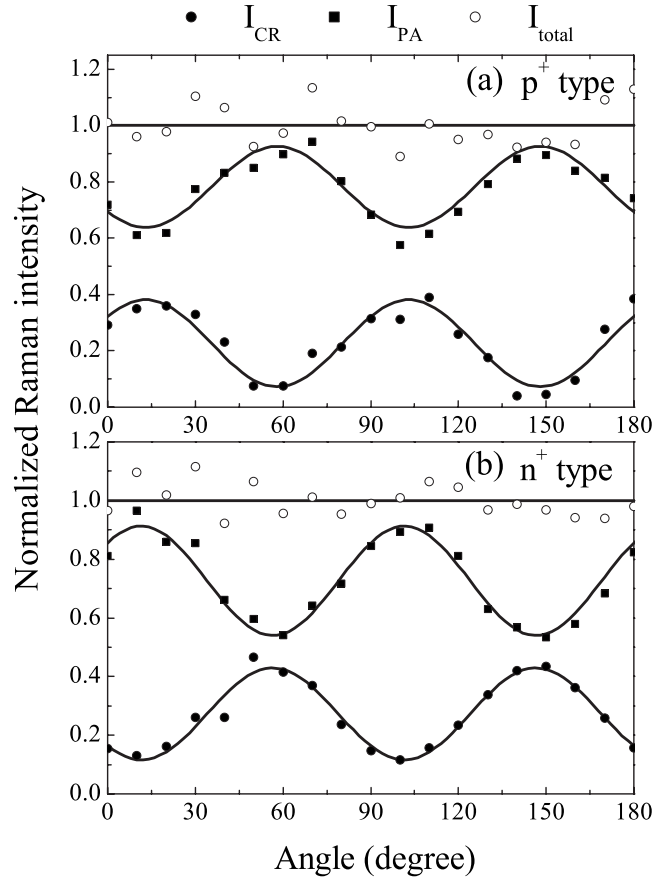 I_CR I_PA I_total
1.2
(a) p⁺ type
1.0
0.8
0.6
0.4
0.2
0.0
0 30 60 90 120 150 180
1.2
(b) n⁺ type
1.0
0.8
0.6
0.4
0.2
0.0
0 30 60 90 120 150 180
Normalized Raman intensity
Angle (degree)